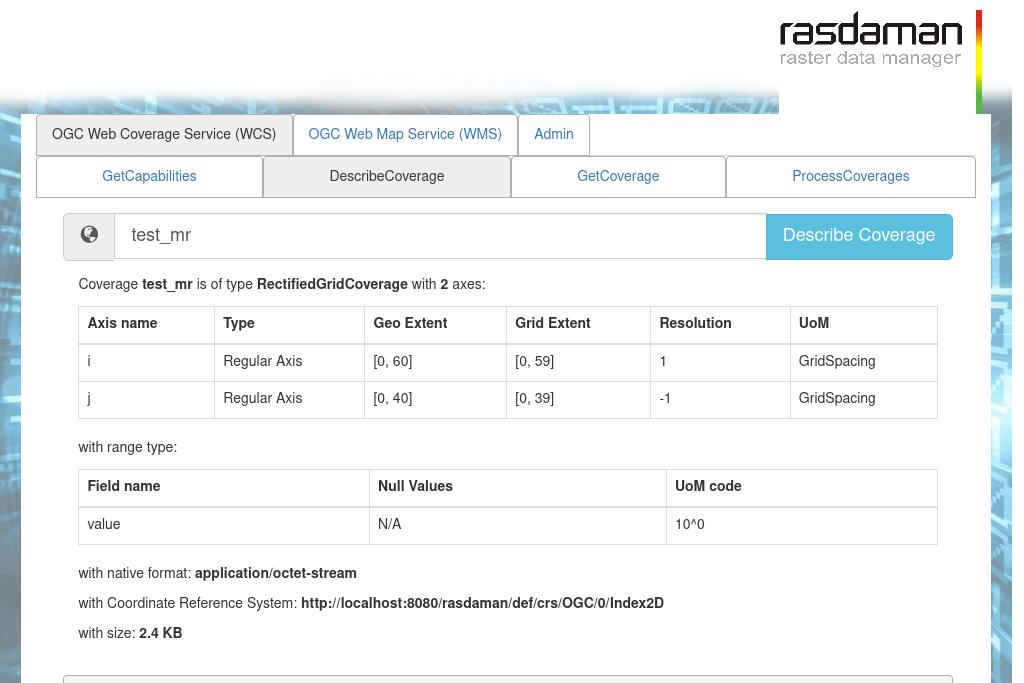 rasdaman
raster data manager
OGC Web Coverage Service (WCS) OGC Web Map Service (WMS) Admin
GetCapabilities DescribeCoverage GetCoverage ProcessCoverages
test_mr Describe Coverage
Coverage test_mr is of type RectifiedGridCoverage with 2 axes:
Axis name Type Geo Extent Grid Extent Resolution UoM
i Regular Axis [0, 60] [0, 59] 1 GridSpacing
j Regular Axis [0, 40] [0, 39] -1 GridSpacing
with range type:
Field name Null Values UoM code
value N/A 10^0
with native format: application/octet-stream
with Coordinate Reference System: http://localhost:8080/rasdaman/def/crs/OGC/0/Index2D
with size: 2.4 KB